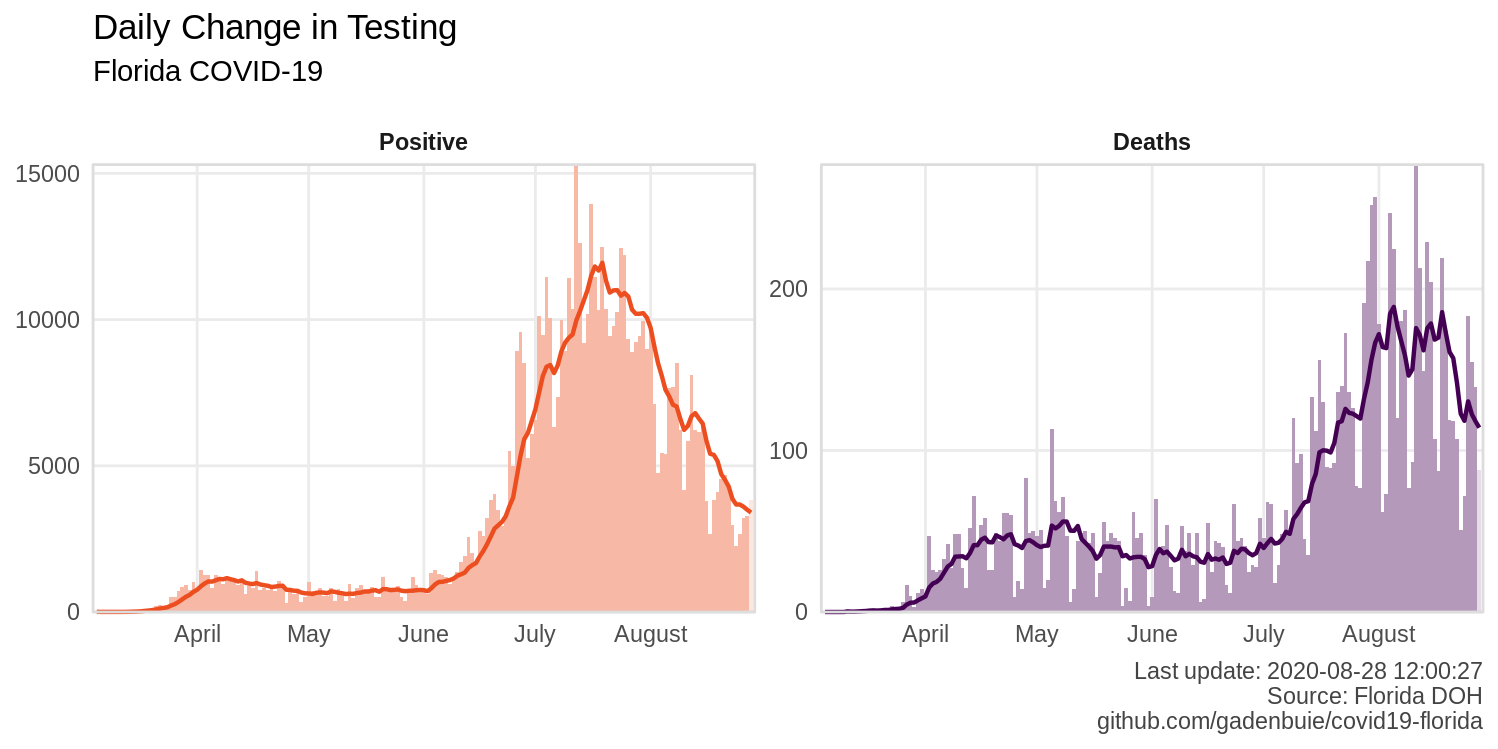 Daily Change in Testing
Florida COVID-19
Positive
15000
10000
5000
0
April May June July August
Deaths
200
100
0
April May June July August
Last update: 2020-08-28 12:00:27
Source: Florida DOH
github.com/gadenbuie/covid19-florida